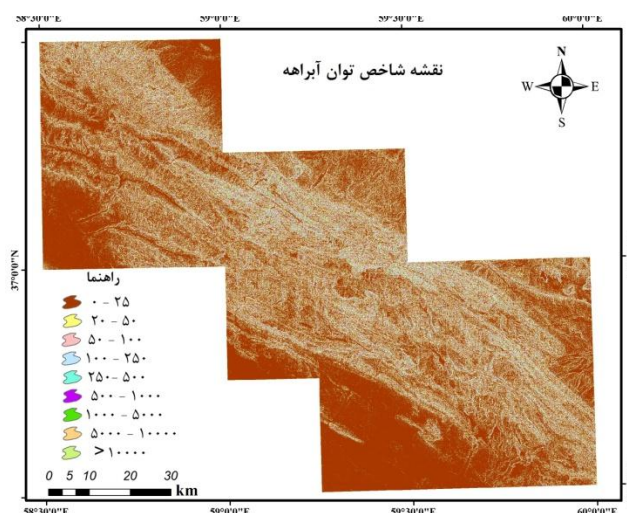 58°30'0"E 59°0'0"E 59°30'0"E 60°0'0"E
نقشه شاخص توان آبراهه
N
W E
S
37°0'0"N
راهنما
۰ - ۲۵
۲۰ - ۵۰
۵۰ - ۱۰۰
۱۰۰ - ۲۵۰
۲۵۰-۵۰۰
۵۰۰ - ۱۰۰۰
۱۰۰۰ - ۵۰۰۰
۵۰۰۰ - ۱۰۰۰۰
>۱۰۰۰۰
0 5 10 20 30
km
58°30'0"E 59°0'0"E 59°30'0"E 60°0'0"E